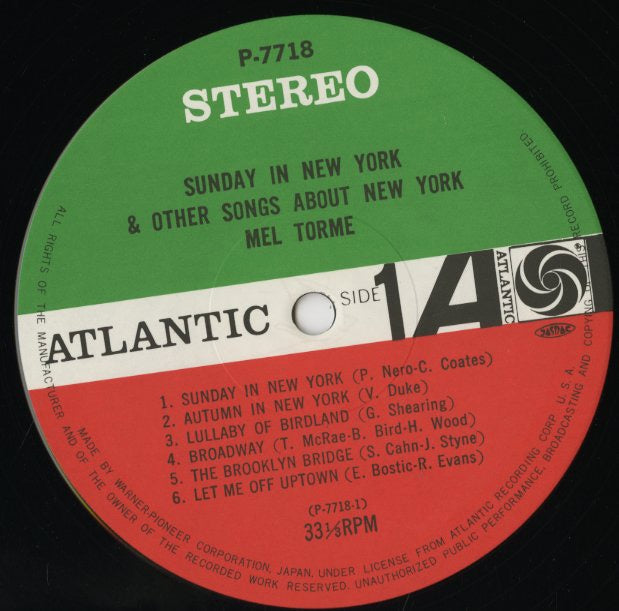 P-7718
STEREO
SUNDAY IN NEW YORK
& OTHER SONGS ABOUT NEW YORK
MEL TORME
ATLANTIC
SIDE 1 A
ATLANTIC
JASRAC
1. SUNDAY IN NEW YORK (P. Nero-C. Coates)
2. AUTUMN IN NEW YORK (V. Duke)
3. LULLABY OF BIRDLAND (G. Shearing)
4. BROADWAY (T. McRae-B. Bird-H. Wood)
5. THE BROOKLYN BRIDGE (S. Cahn-J. Styne)
6. LET ME OFF UPTOWN (E. Bostic-R. Evans)
(P-7718-1)
33⅓RPM
MADE BY WARNER-PIONEER CORPORATION, JAPAN, UNDER LICENSE FROM ATLANTIC RECORDING CORP. U. S. A.
ALL RIGHTS OF THE MANUFACTURER AND OF THE OWNER OF THE RECORDED WORK RESERVED. UNAUTHORIZED PUBLIC PERFORMANCE, BROADCASTING AND COPYING RECORD PROHIBITED.